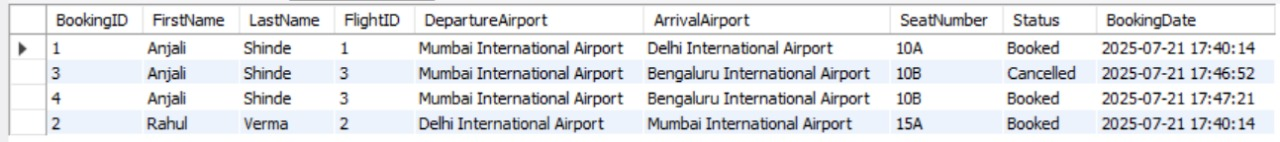 BookingID FirstName LastName FlightID DepartureAirport ArrivalAirport SeatNumber Status BookingDate
1 Anjali Shinde 1 Mumbai International Airport Delhi International Airport 10A Booked 2025-07-21 17:40:14
3 Anjali Shinde 3 Mumbai International Airport Bengaluru International Airport 10B Cancelled 2025-07-21 17:46:52
4 Anjali Shinde 3 Mumbai International Airport Bengaluru International Airport 10B Booked 2025-07-21 17:47:21
2 Rahul Verma 2 Delhi International Airport Mumbai International Airport 15A Booked 2025-07-21 17:40:14